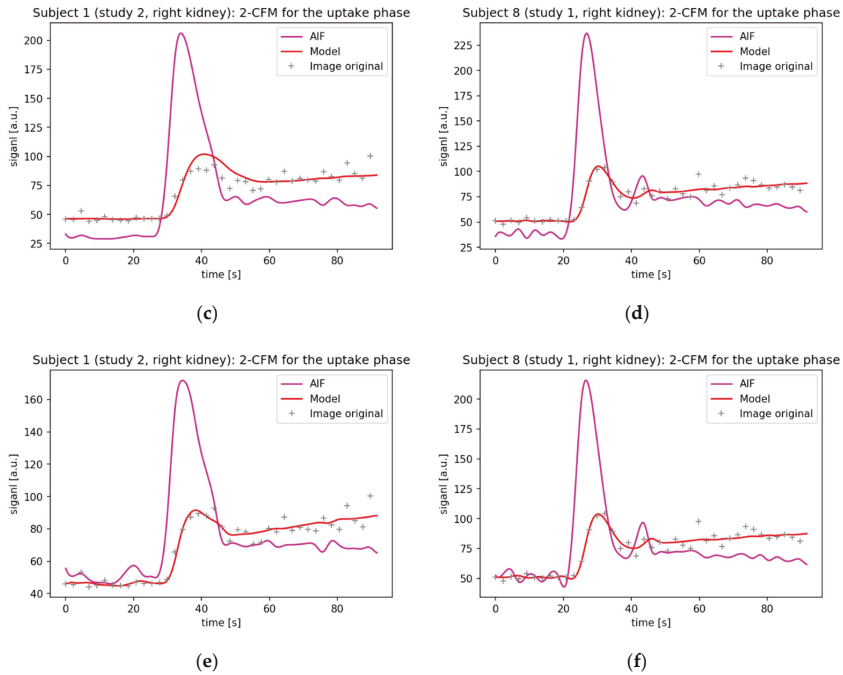 Subject 1 (study 2, right kidney): 2-CFM for the uptake phase
AIF
Model
Image original
200
175
150
125
100
75
50
25
siganl [a.u.]
0 20 40 60 80
time [s]
(c)
Subject 8 (study 1, right kidney): 2-CFM for the uptake phase
AIF
Model
Image original
225
200
175
150
125
100
75
50
25
siganl [a.u.]
0 20 40 60 80
time [s]
(d)
Subject 1 (study 2, right kidney): 2-CFM for the uptake phase
AIF
Model
Image original
160
140
120
100
80
60
40
siganl [a.u.]
0 20 40 60 80
time [s]
(e)
Subject 8 (study 1, right kidney): 2-CFM for the uptake phase
AIF
Model
Image original
200
175
150
125
100
75
50
siganl [a.u.]
0 20 40 60 80
time [s]
(f)